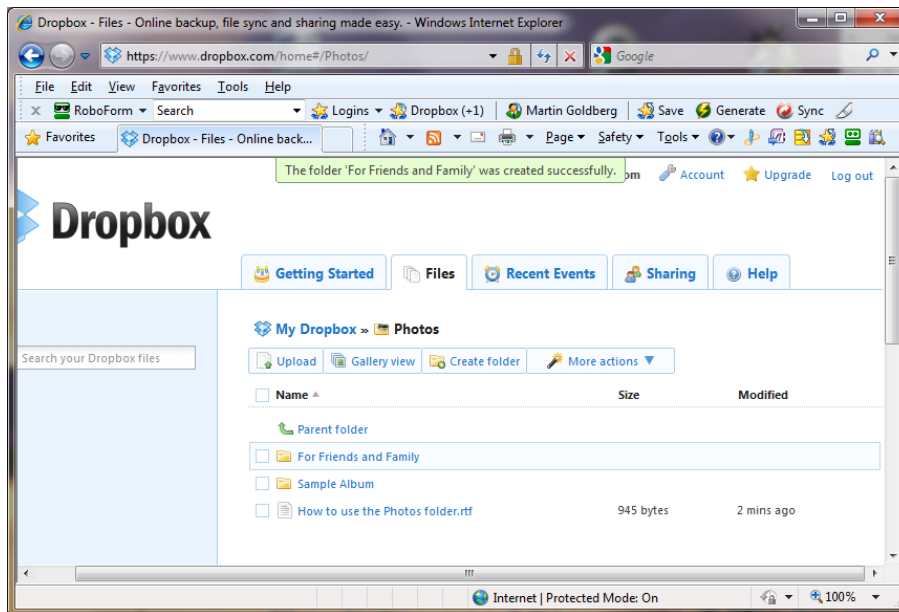 Dropbox - Files - Online backup, file sync and sharing made easy. - Windows Internet Explorer
https://www.dropbox.com/home#/Photos/ Google
File Edit View Favorites Tools Help
x RoboForm Search Logins Dropbox (+1) Martin Goldberg Save Generate Sync
Favorites Dropbox - Files - Online back... Page Safety Tools
The folder 'For Friends and Family' was created successfully. om Account Upgrade Log out
Dropbox
Getting Started Files Recent Events Sharing Help
My Dropbox » Photos
Search your Dropbox files
Upload Gallery view Create folder More actions
Name Size Modified
Parent folder
For Friends and Family
Sample Album
How to use the Photos folder.rtf 945 bytes 2 mins ago
Internet | Protected Mode: On 100%